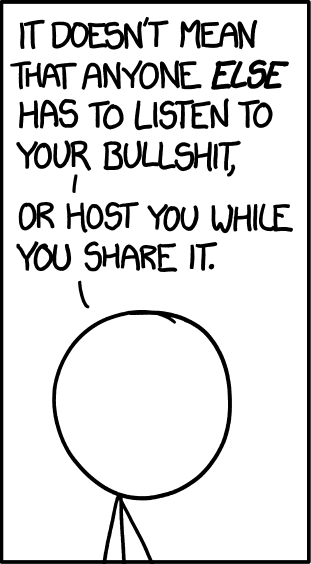 IT DOESN'T MEAN
THAT ANYONE ELSE
HAS TO LISTEN TO
YOUR BULLSHIT,
OR HOST YOU WHILE
YOU SHARE IT.